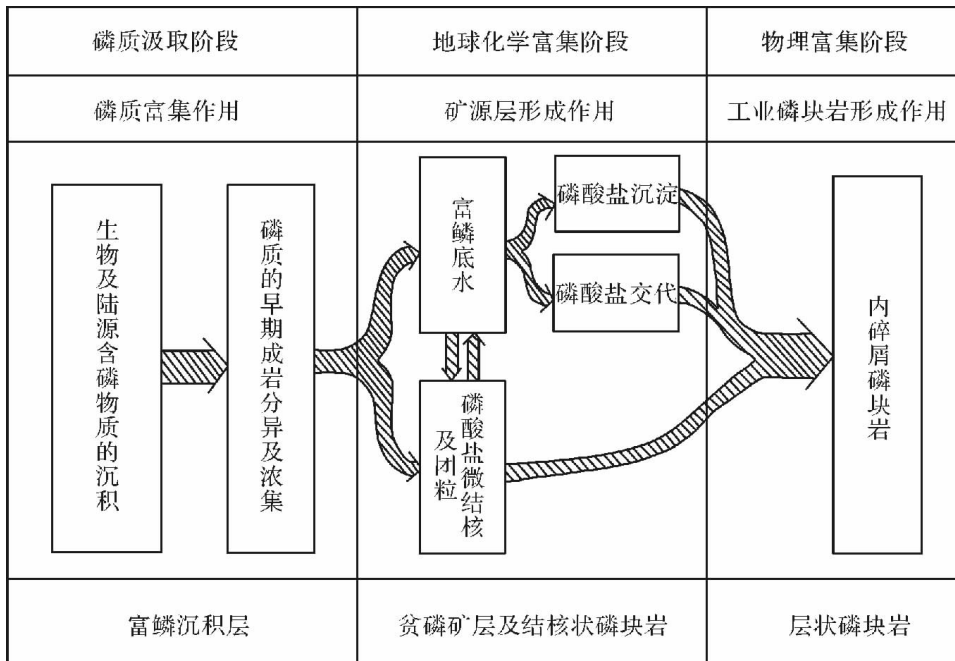 磷质汲取阶段
地球化学富集阶段
物理富集阶段
磷质富集作用
矿源层形成作用
工业磷块岩形成作用
生物及陆源含磷物质的沉积
磷质的早期成岩分异及浓集
富鳞底水
磷酸盐微结核
及团粒
磷酸盐沉淀
磷酸盐交代
内碎屑磷块岩
富鳞沉积层
贫磷矿层及结核状磷块岩
层状磷块岩